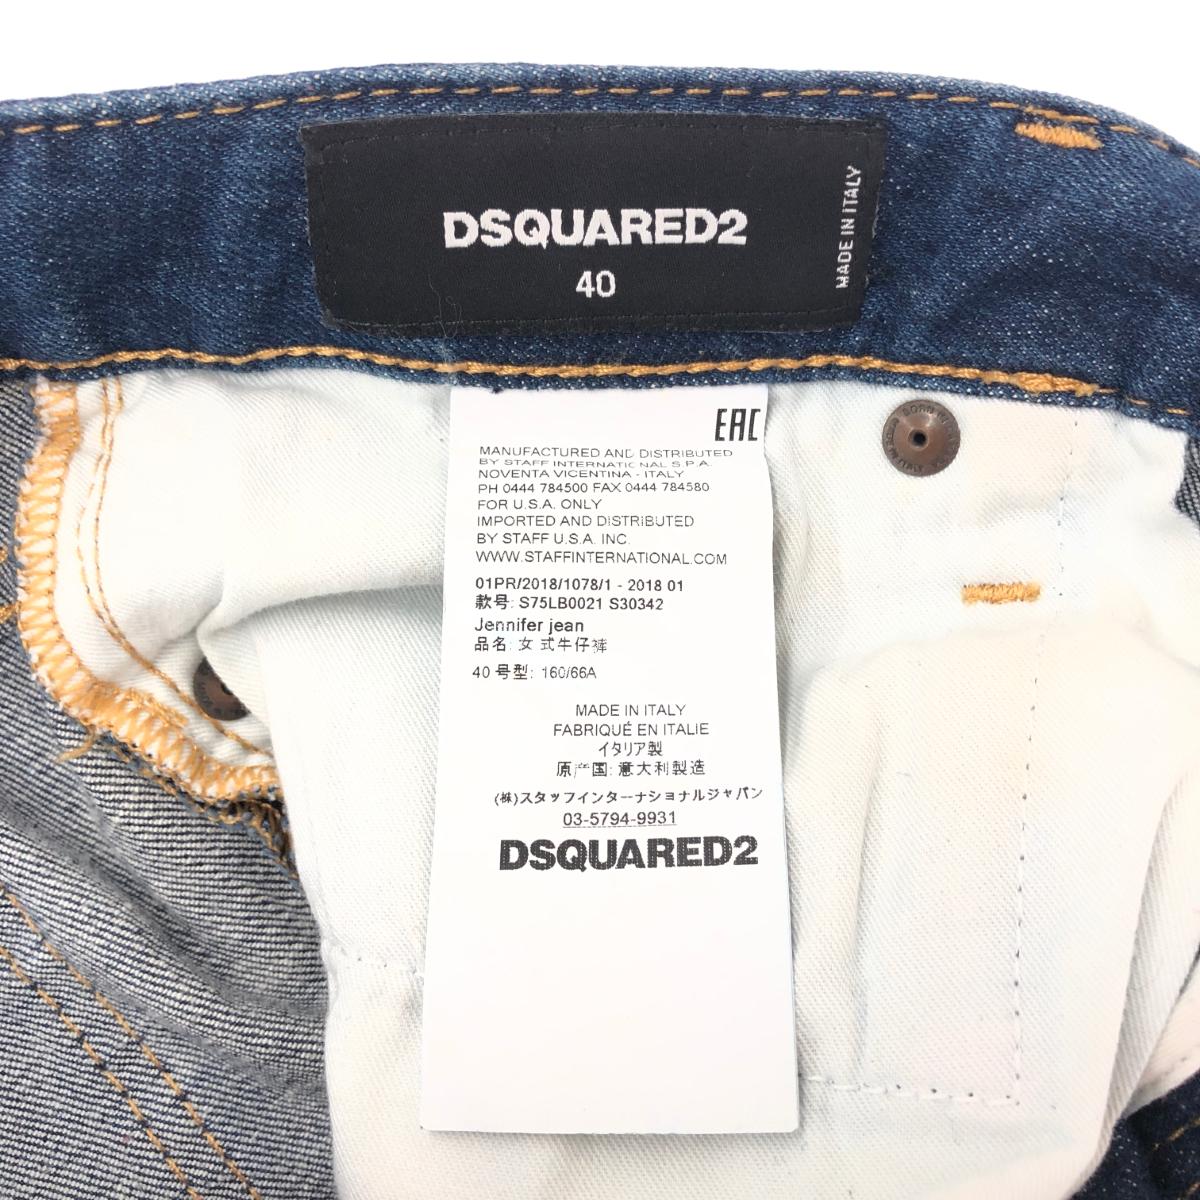 DSQUARED2
40
MADE IN ITALY
EAC
MANUFACTURED AND DISTRIBUTED
BY STAFF INTERNATIONAL S.P.A.
NOVENTA VICENTINA - ITALY
PH 0444 784500 FAX 0444 784580
FOR U.S.A. ONLY
IMPORTED AND DISTRIBUTED
BY STAFF U.S.A. INC.
WWW.STAFFINTERNATIONAL.COM
01PR/2018/1078/1 - 2018 01
款号: S75LB0021 S30342
Jennifer jean
品名: 女式牛仔裤
40 号型: 160/66A
MADE IN ITALY
FABRIQUÉ EN ITALIE
イタリア製
原产国: 意大利製造
(株)スタッフインターナショナルジャパン
03-5794-9931
DSQUARED2
BORN IN